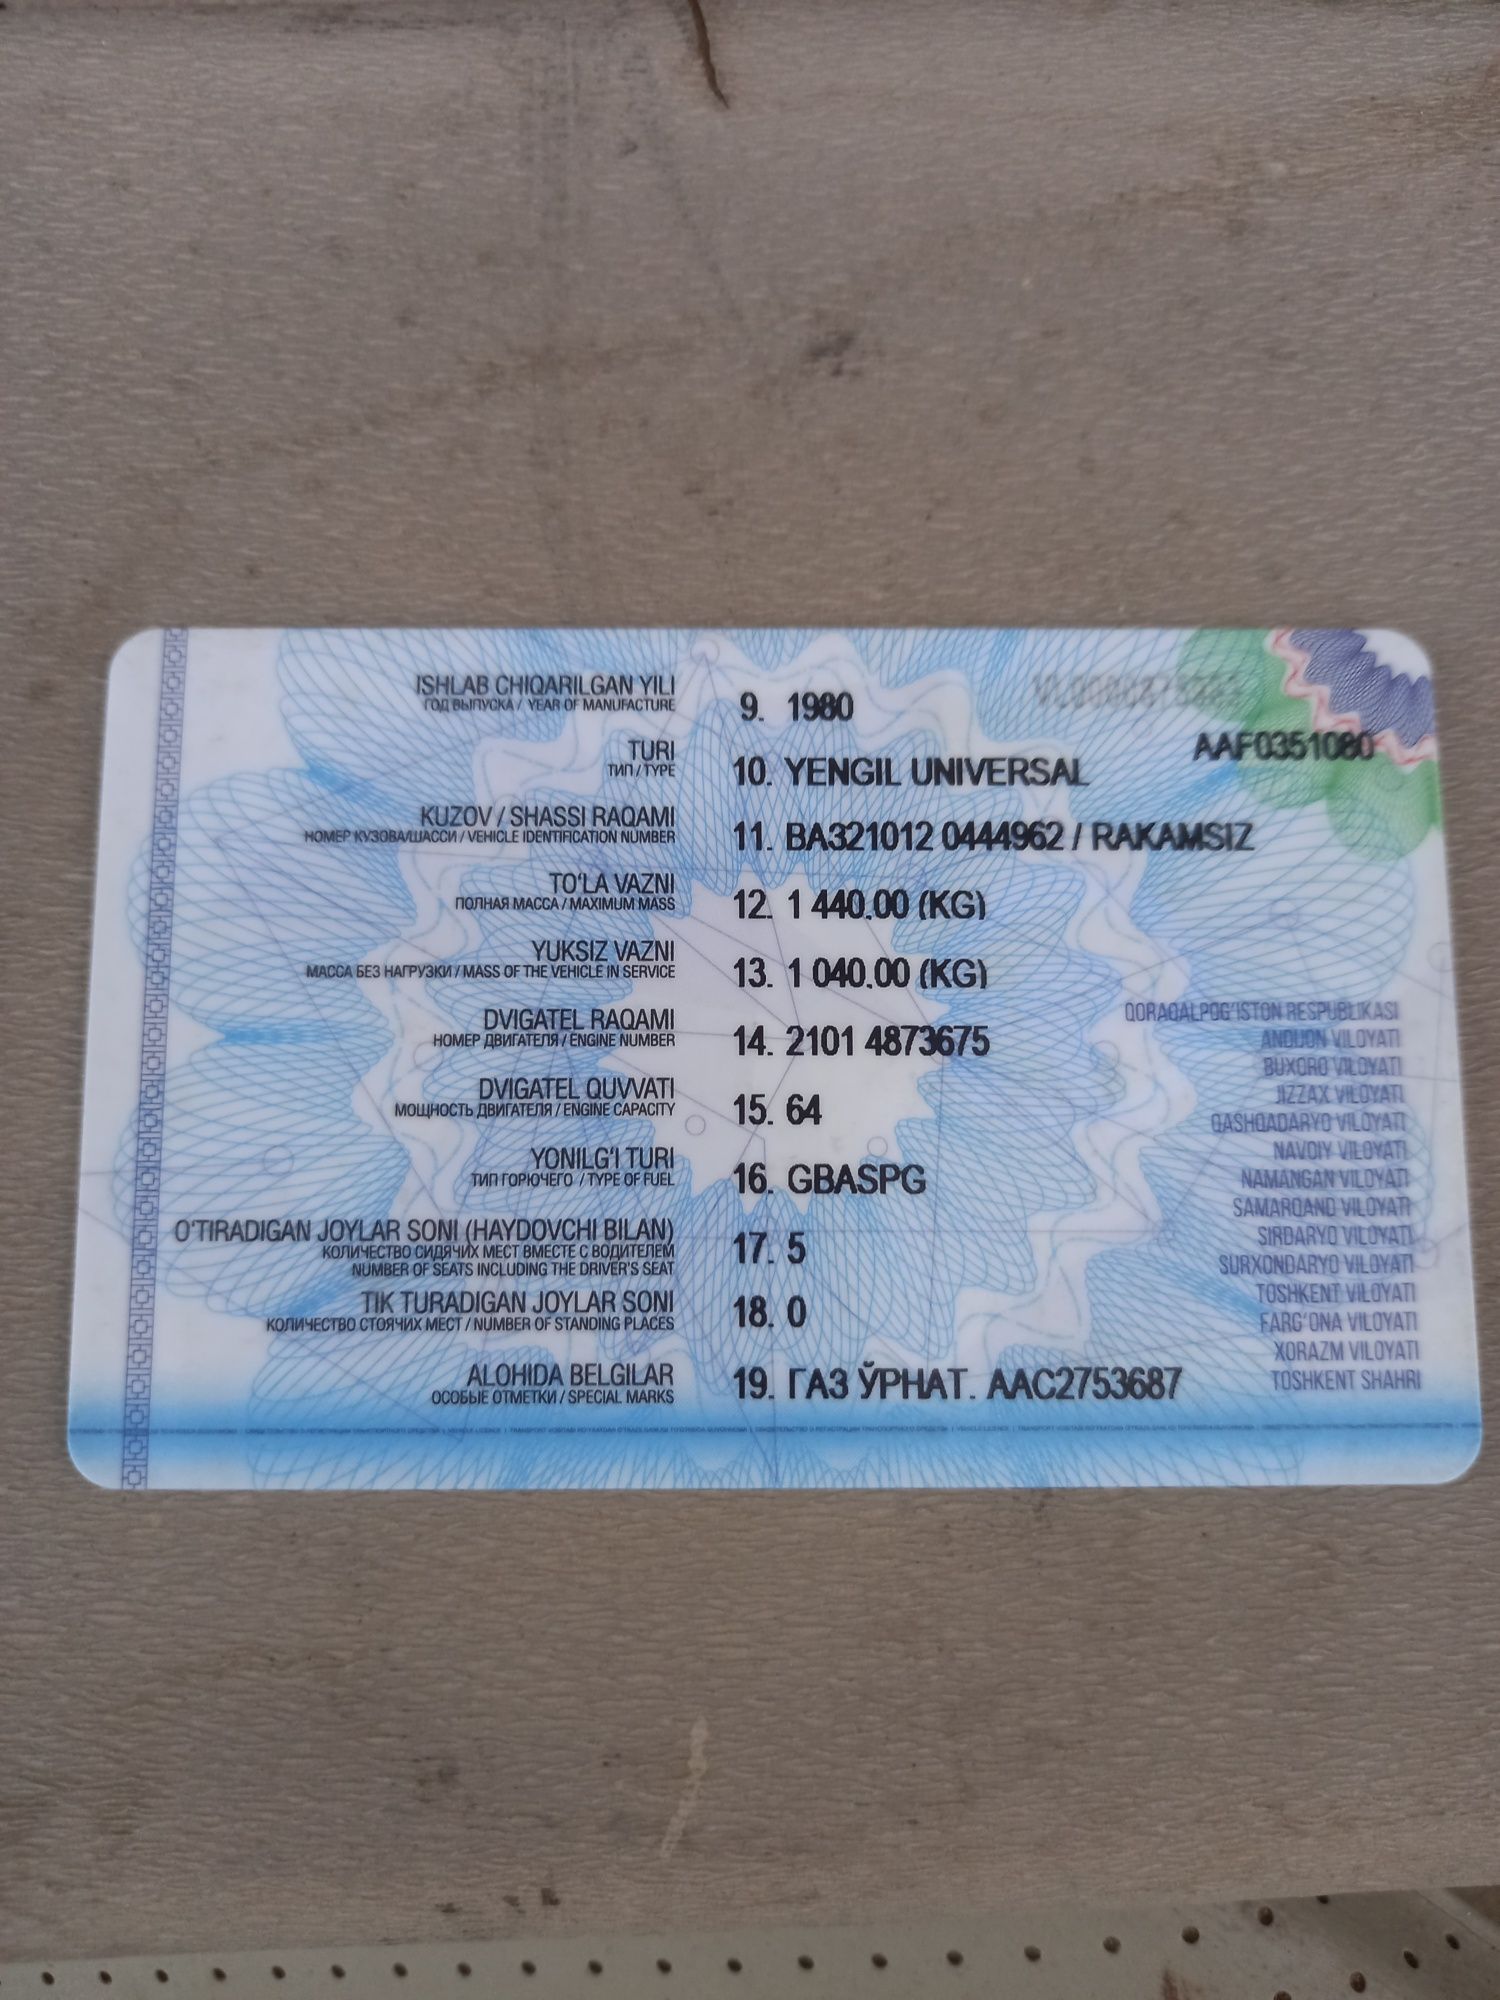 ISHLAB CHIQARILGAN YILI
ГОД ВЫПУСКА / YEAR OF MANUFACTURE
9. 1980
AAF0351080
TURI
ТИП / TYPE
10. YENGIL UNIVERSAL
KUZOV / SHASSI RAQAMI
НОМЕР КУЗОВА/ШАССИ / VEHICLE IDENTIFICATION NUMBER
11. BA321012 0444962 / RAKAMSIZ
TO‘LA VAZNI
ПОЛНАЯ МАССА / MAXIMUM MASS
12. 1 440.00 (KG)
YUKSIZ VAZNI
МАССА БЕЗ НАГРУЗКИ / MASS OF THE VEHICLE IN SERVICE
13. 1 040.00 (KG)
DVIGATEL RAQAMI
НОМЕР ДВИГАТЕЛЯ / ENGINE NUMBER
14. 2101 4873675
DVIGATEL QUVVATI
МОЩНОСТЬ ДВИГАТЕЛЯ / ENGINE CAPACITY
15. 64
YONILG‘I TURI
ТИП ГОРЮЧЕГО / TYPE OF FUEL
16. GBASPG
O‘TIRADIGAN JOYLAR SONI (HAYDOVCHI BILAN)
КОЛИЧЕСТВО СИДЯЧИХ МЕСТ ВМЕСТЕ С ВОДИТЕЛЕМ
NUMBER OF SEATS INCLUDING THE DRIVER'S SEAT
17. 5
TIK TURADIGAN JOYLAR SONI
КОЛИЧЕСТВО СТОЯЧИХ МЕСТ / NUMBER OF STANDING PLACES
18. 0
ALOHIDA BELGILAR
ОСОБЫЕ ОТМЕТКИ / SPECIAL MARKS
19. ГАЗ ЎРНАТ. AAC2753687
QORAQALPOG‘ISTON RESPUBLIKASI
ANDIJON VILOYATI
BUXORO VILOYATI
JIZZAX VILOYATI
QASHQADARYO VILOYATI
NAVOIY VILOYATI
NAMANGAN VILOYATI
SAMARQAND VILOYATI
SIRDARYO VILOYATI
SURXONDARYO VILOYATI
TOSHKENT VILOYATI
FARG‘ONA VILOYATI
XORAZM VILOYATI
TOSHKENT SHAHRI